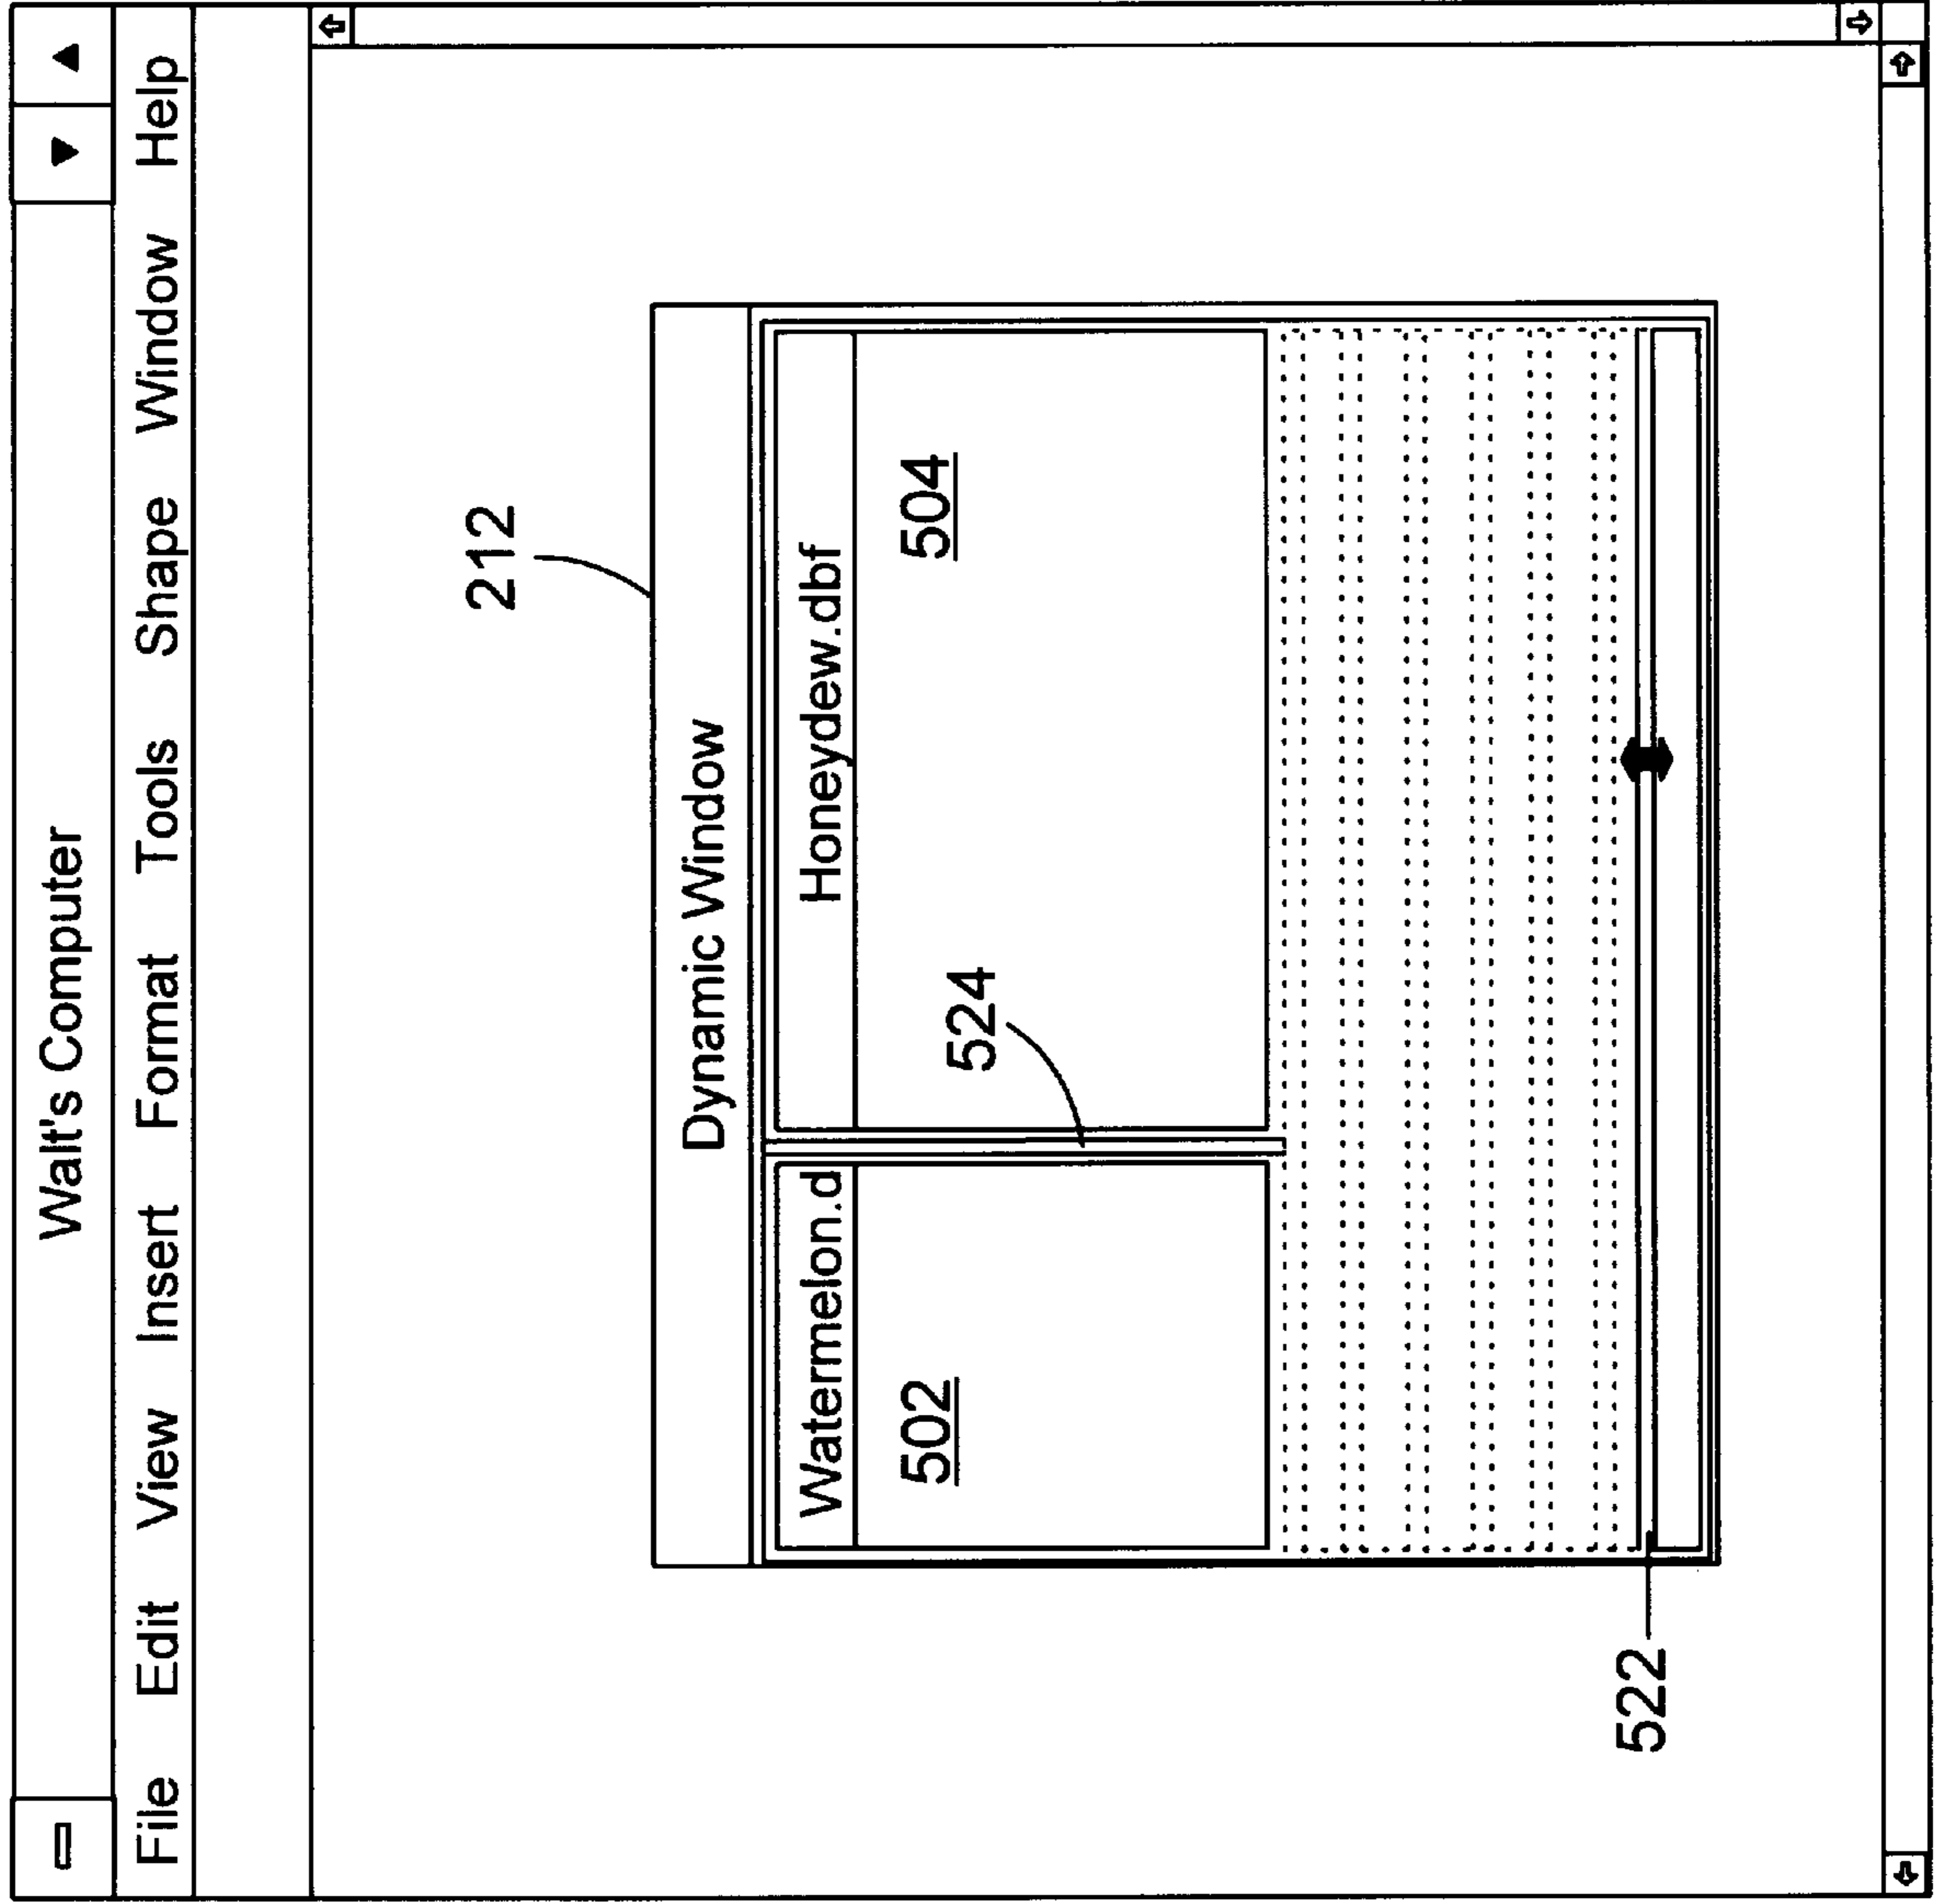 Walt's Computer
File Edit View Insert Format Tools Shape Window Help
212
Dynamic Window
Watermelon.d Honeydew.dbf
502 504
524
522